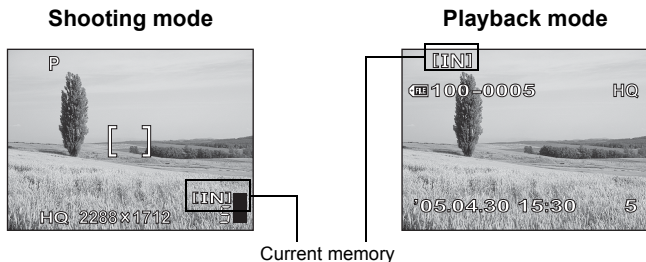 Shooting mode
P
[IN]
HQ 2288×1712
Playback mode
[IN]
FILE 100-0005 HQ
'05.04.30 15:30 5
Current memory